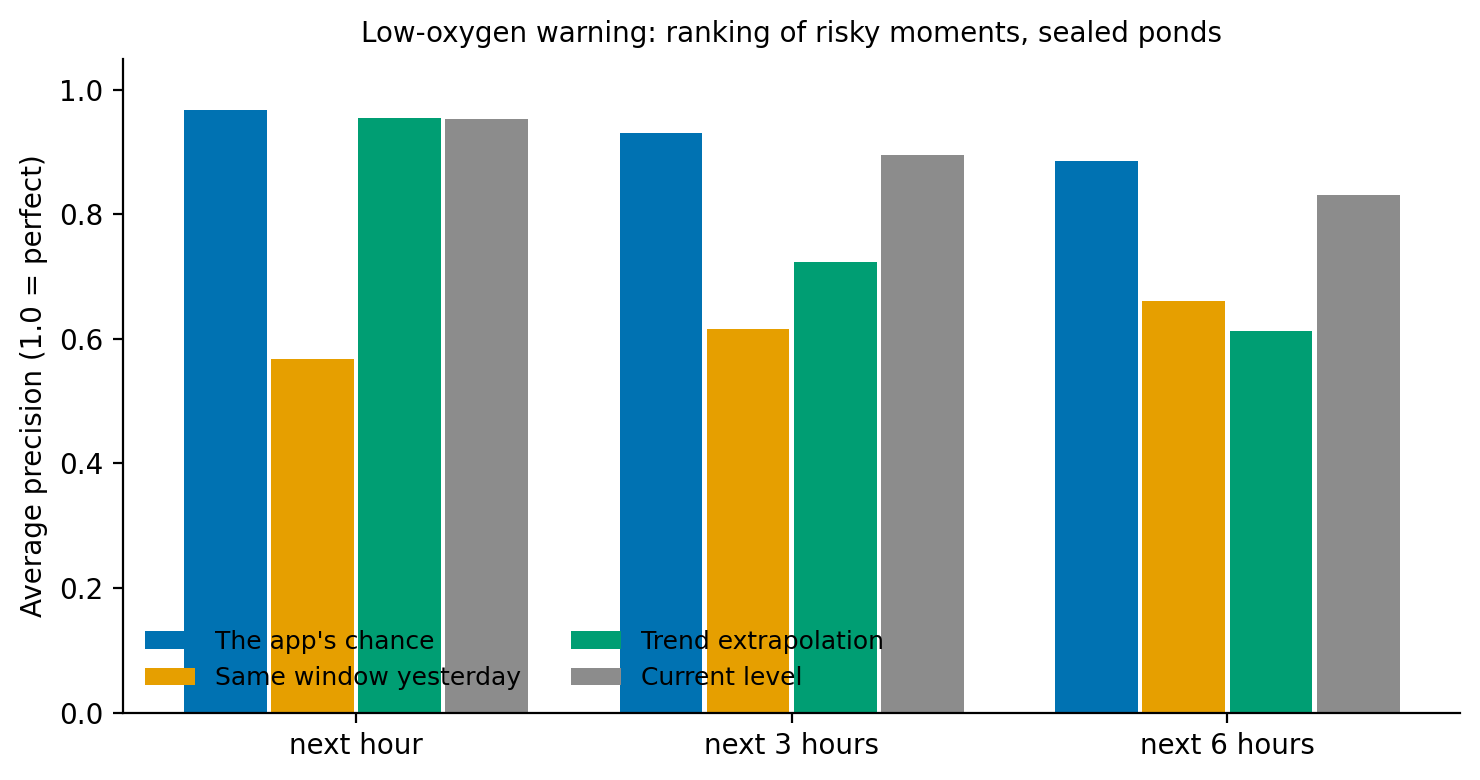 Low-oxygen warning: ranking of risky moments, sealed ponds
Average precision (1.0 = perfect)
1.0
0.8
0.6
0.4
0.2
0.0
The app's chance
Same window yesterday
Trend extrapolation
Current level
next hour
next 3 hours
next 6 hours